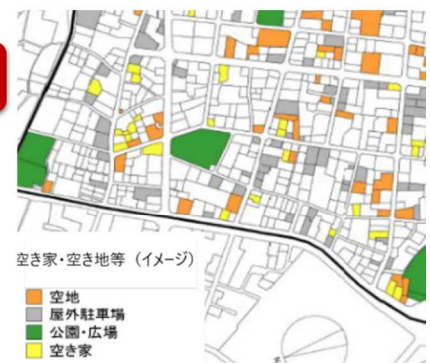 空き家・空き地等（イメージ）
空地
屋外駐車場
公園・広場
空き家